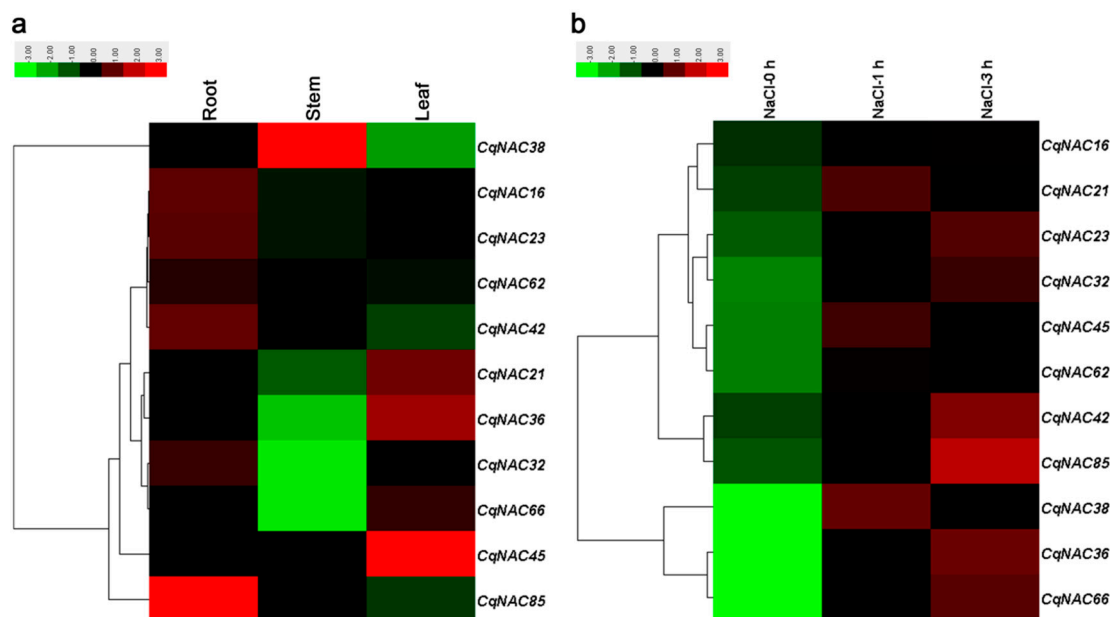 a
-3.00 -2.00 -1.00 0.00 1.00 2.00 3.00
Root Stem Leaf
CqNAC38
CqNAC16
CqNAC23
CqNAC62
CqNAC42
CqNAC21
CqNAC36
CqNAC32
CqNAC66
CqNAC45
CqNAC85
b
-3.00 -2.00 -1.00 0.00 1.00 2.00 3.00
NaCl-0 h NaCl-1 h NaCl-3 h
CqNAC16
CqNAC21
CqNAC23
CqNAC32
CqNAC45
CqNAC62
CqNAC42
CqNAC85
CqNAC38
CqNAC36
CqNAC66